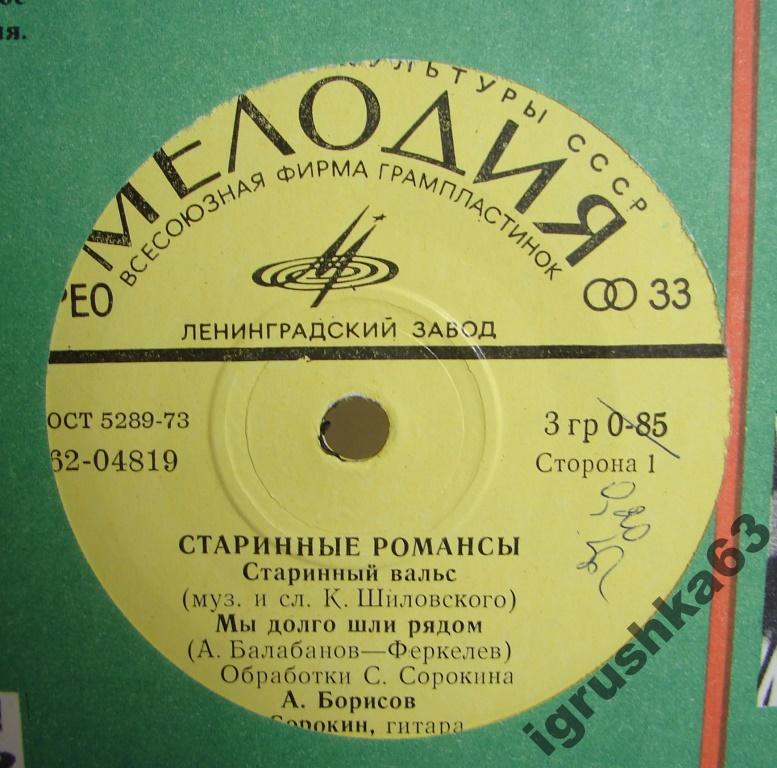 КУЛЬТУРЫ СССР
МЕЛОДИЯ
ВСЕСОЮЗНАЯ ФИРМА ГРАМПЛАСТИНОК
РЕО
33
ЛЕНИНГРАДСКИЙ ЗАВОД
ОСТ 5289-73
3 гр 0-85
62-04819
Сторона 1
СТАРИННЫЕ РОМАНСЫ
Старинный вальс
(муз. и сл. К. Шиловского)
Мы долго шли рядом
(А. Балабанов—Феркелев)
Обработки С. Сорокина
А. Борисов
Сорокин, гитара
igrushka63